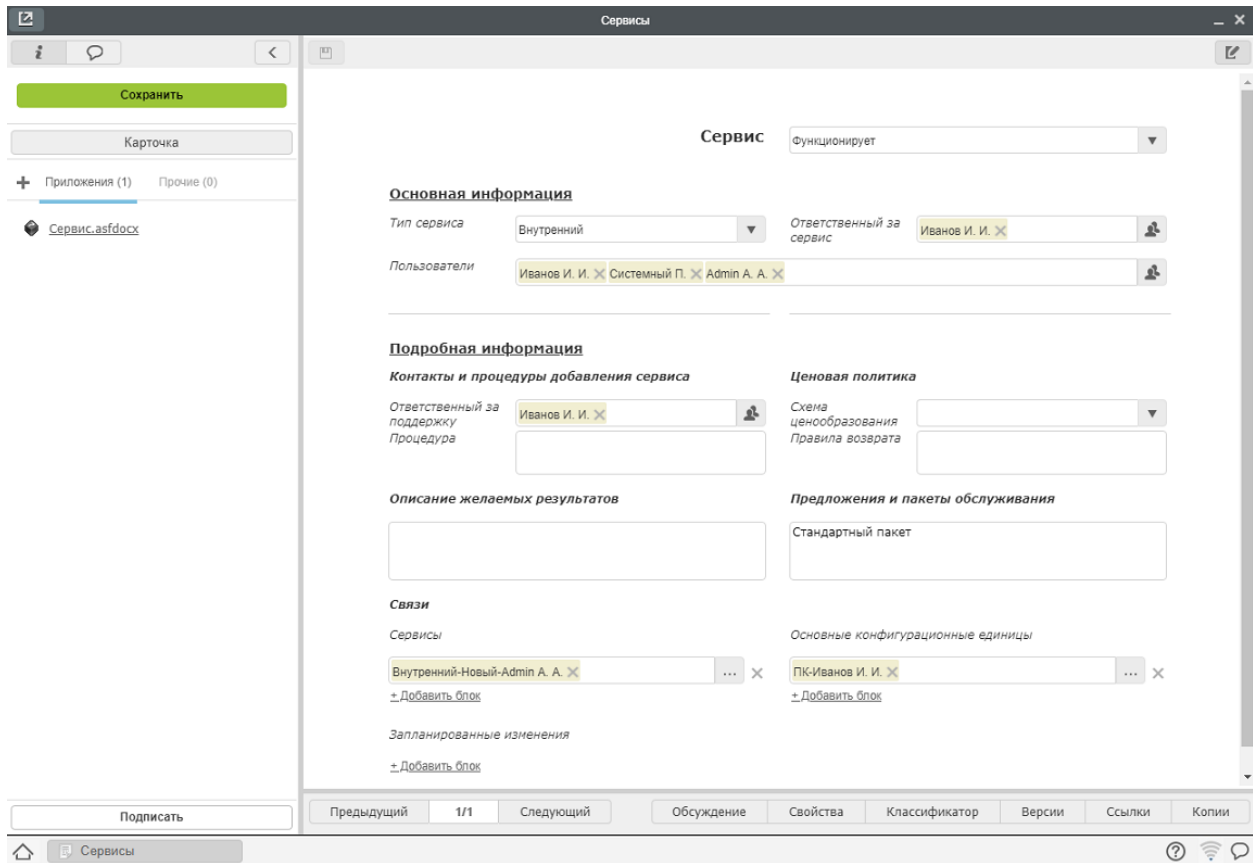 Сервисы
Сохранить
Карточка
Приложения (1) Прочие (0)
Сервис.asfdocx
Подписать
Сервис Функционирует
Основная информация
Тип сервиса Внутренний Ответственный за сервис Иванов И. И.
Пользователи Иванов И. И. Системный П. Admin А. А.
Подробная информация
Контакты и процедуры добавления сервиса Ценовая политика
Ответственный за поддержку Иванов И. И. Схема ценообразования
Процедура Правила возврата
Описание желаемых результатов Предложения и пакеты обслуживания
Стандартный пакет
Связи
Сервисы Основные конфигурационные единицы
Внутренний-Новый-Admin А. А. ... ПК-Иванов И. И. ...
+ Добавить блок + Добавить блок
Запланированные изменения
+ Добавить блок
Предыдущий 1/1 Следующий Обсуждение Свойства Классификатор Версии Ссылки Копии
Сервисы